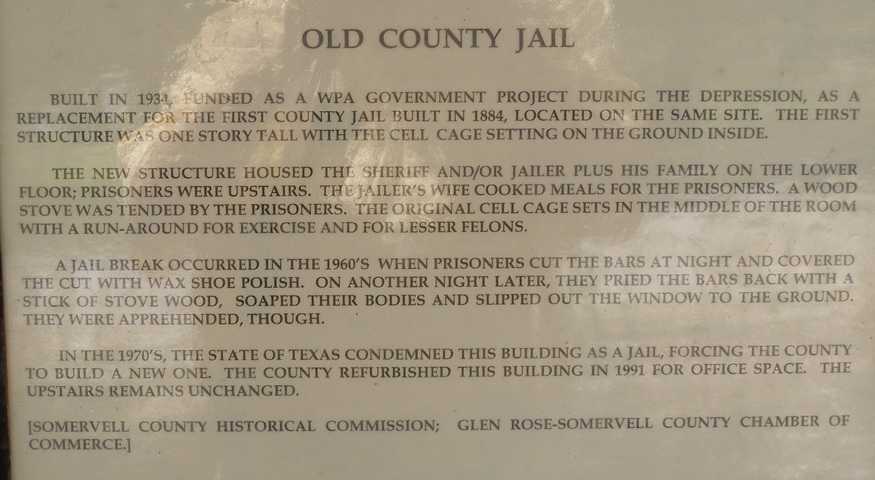 OLD COUNTY JAIL
BUILT IN 1934, FUNDED AS A WPA GOVERNMENT PROJECT DURING THE DEPRESSION, AS A
REPLACEMENT FOR THE FIRST COUNTY JAIL BUILT IN 1884, LOCATED ON THE SAME SITE. THE FIRST
STRUCTURE WAS ONE STORY TALL WITH THE CELL CAGE SETTING ON THE GROUND INSIDE.
THE NEW STRUCTURE HOUSED THE SHERIFF AND/OR JAILER PLUS HIS FAMILY ON THE LOWER
FLOOR; PRISONERS WERE UPSTAIRS. THE JAILER'S WIFE COOKED MEALS FOR THE PRISONERS. A WOOD
STOVE WAS TENDED BY THE PRISONERS. THE ORIGINAL CELL CAGE SETS IN THE MIDDLE OF THE ROOM
WITH A RUN-AROUND FOR EXERCISE AND FOR LESSER FELONS.
A JAIL BREAK OCCURRED IN THE 1960'S WHEN PRISONERS CUT THE BARS AT NIGHT AND COVERED
THE CUT WITH WAX SHOE POLISH. ON ANOTHER NIGHT LATER, THEY PRIED THE BARS BACK WITH A
STICK OF STOVE WOOD, SOAPED THEIR BODIES AND SLIPPED OUT THE WINDOW TO THE GROUND.
THEY WERE APPREHENDED, THOUGH.
IN THE 1970'S, THE STATE OF TEXAS CONDEMNED THIS BUILDING AS A JAIL, FORCING THE COUNTY
TO BUILD A NEW ONE. THE COUNTY REFURBISHED THIS BUILDING IN 1991 FOR OFFICE SPACE. THE
UPSTAIRS REMAINS UNCHANGED.
[SOMERVELL COUNTY HISTORICAL COMMISSION; GLEN ROSE-SOMERVELL COUNTY CHAMBER OF
COMMERCE.]